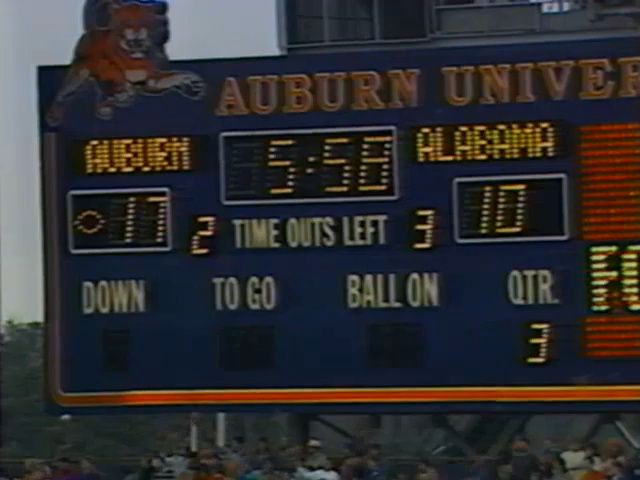 AUBURN UNIVER
AUBURN 5:58 ALABAMA
17 2 TIME OUTS LEFT 3 10
DOWN TO GO BALL ON QTR.
3